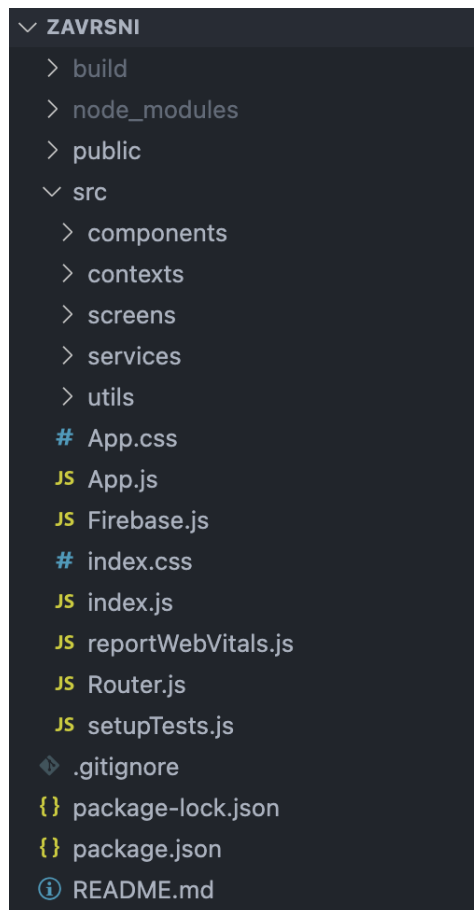 ZAVRSNI
build
node_modules
public
src
components
contexts
screens
services
utils
# App.css
JS App.js
JS Firebase.js
# index.css
JS index.js
JS reportWebVitals.js
JS Router.js
JS setupTests.js
.gitignore
{} package-lock.json
{} package.json
README.md